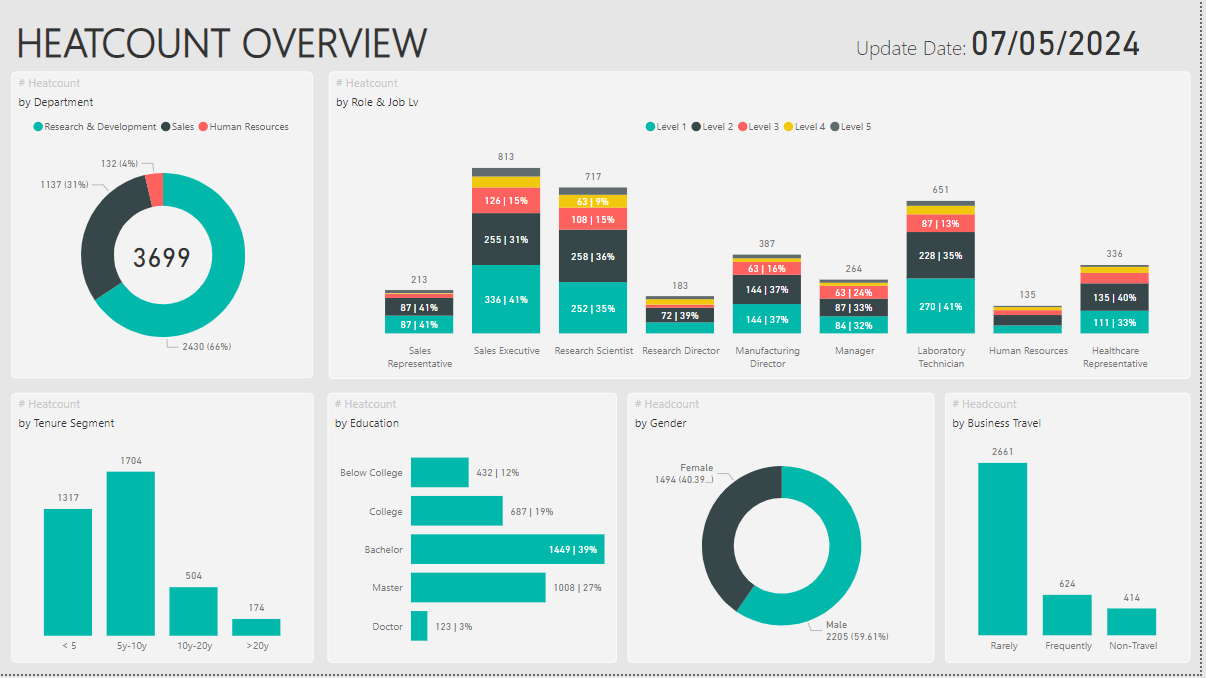 HEATCOUNT OVERVIEW
Update Date: 07/05/2024
# Heatcount
by Department
Research & Development Sales Human Resources
132 (4%)
1137 (31%)
3699
2430 (66%)
# Heatcount
by Role & Job Lv
Level 1 Level 2 Level 3 Level 4 Level 5
213
87 | 41%
87 | 41%
Sales
Representative
813
126 | 15%
255 | 31%
336 | 41%
Sales Executive
717
63 | 9%
108 | 15%
258 | 36%
252 | 35%
Research Scientist
183
72 | 39%
Research Director
387
63 | 16%
144 | 37%
144 | 37%
Manufacturing
Director
264
63 | 24%
87 | 33%
84 | 32%
Manager
651
87 | 13%
228 | 35%
270 | 41%
Laboratory
Technician
135
Human Resources
336
135 | 40%
111 | 33%
Healthcare
Representative
# Heatcount
by Tenure Segment
1317
1704
504
174
< 5 5y-10y 10y-20y >20y
# Heatcount
by Education
Below College 432 | 12%
College 687 | 19%
Bachelor 1449 | 39%
Master 1008 | 27%
Doctor 123 | 3%
# Headcount
by Gender
Female
1494 (40.39...)
Male
2205 (59.61%)
# Headcount
by Business Travel
2661
624
414
Rarely Frequently Non-Travel